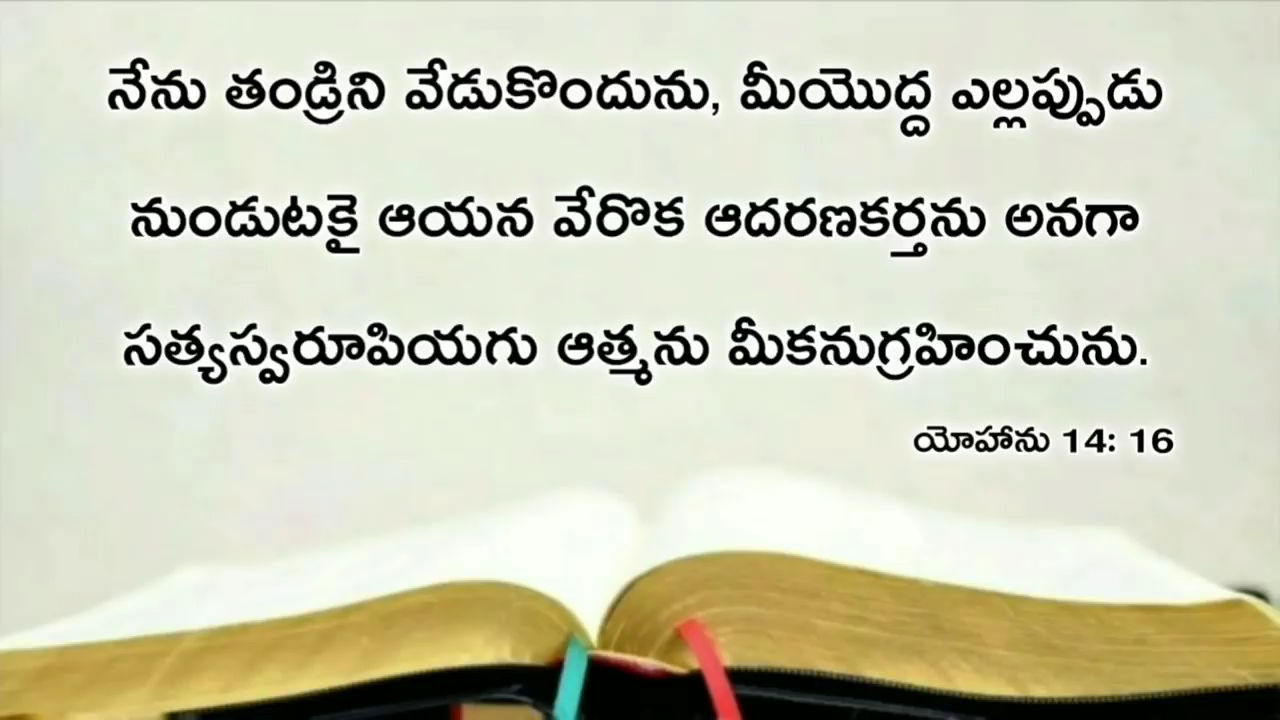 నేను తండ్రిని వేడుకొందును, మీయొద్ద ఎల్లప్పుడు
నుండుటకై ఆయన వేరొక ఆదరణకర్తను అనగా
సత్యస్వరూపియగు ఆత్మను మీకనుగ్రహించును.
యోహాను 14: 16